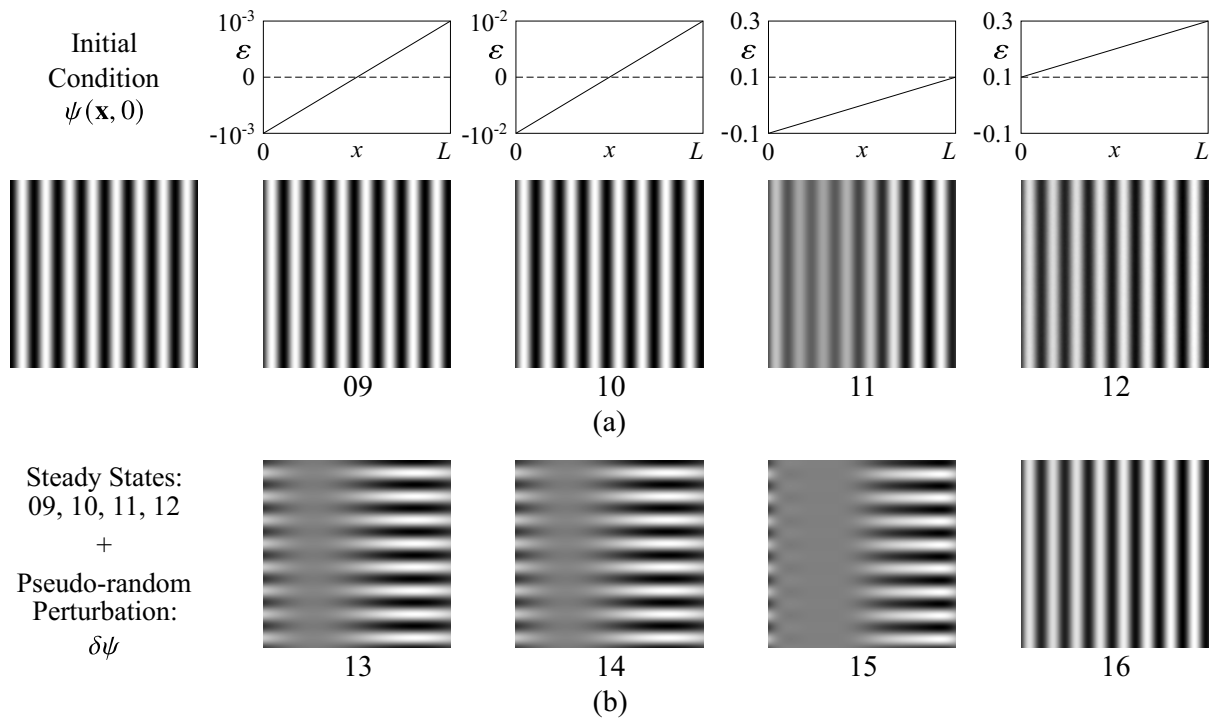 Initial
Condition
ψ(x, 0)
10⁻³
ε
0
-10⁻³
0 x L
10⁻²
ε
0
-10⁻²
0 x L
0.3
ε
0.1
-0.1
0 x L
0.3
ε
0.1
-0.1
0 x L
09
10
11
12
(a)
Steady States:
09, 10, 11, 12
+
Pseudo-random
Perturbation:
δψ
13
14
15
16
(b)